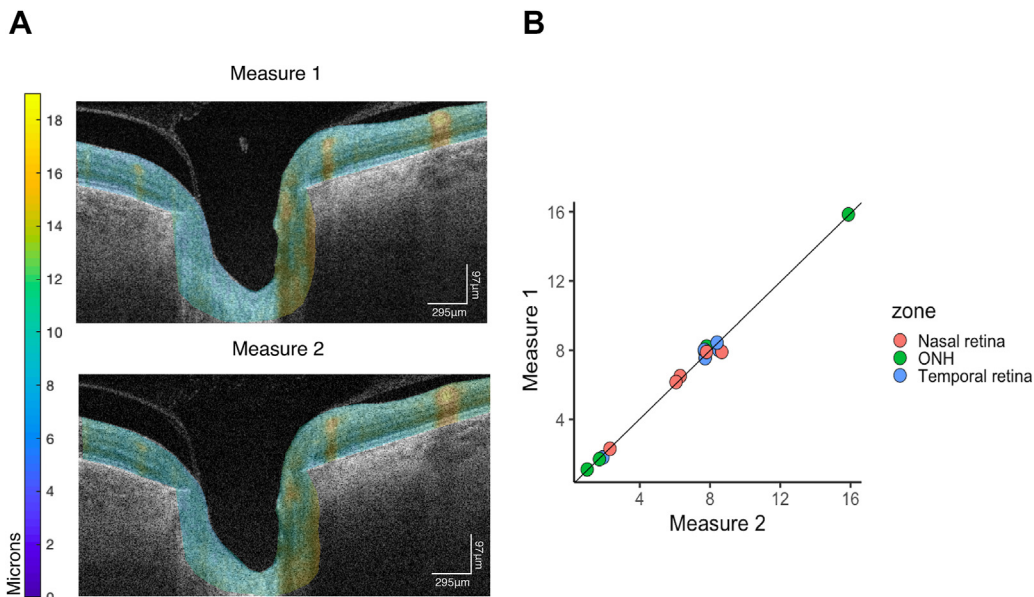 A
B
Measure 1
18
16
14
12
10
8
6
4
2
0
Microns
97μm
295μm
Measure 2
97μm
295μm
Measure 1
16
12
8
4
4
8
12
16
Measure 2
zone
Nasal retina
ONH
Temporal retina